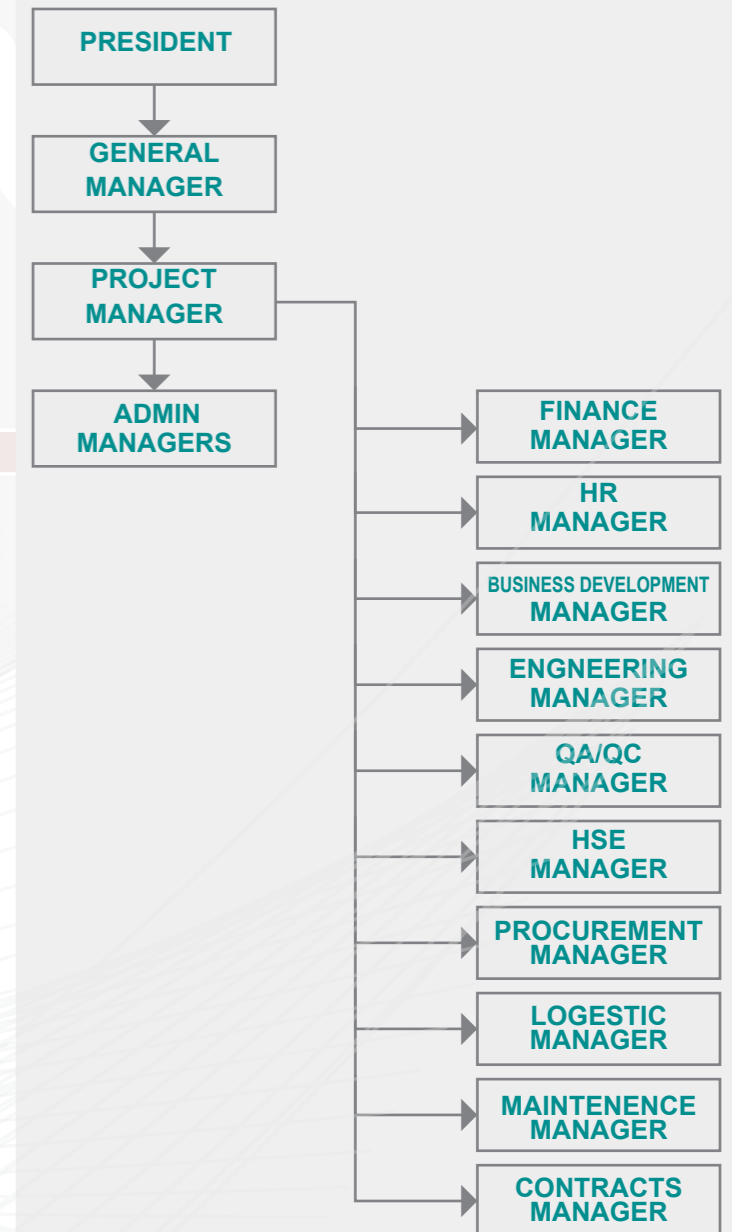 PRESIDENT
GENERAL
MANAGER
PROJECT
MANAGER
ADMIN
MANAGERS
FINANCE
MANAGER
HR
MANAGER
BUSINESS DEVELOPMENT
MANAGER
ENGNEERING
MANAGER
QA/QC
MANAGER
HSE
MANAGER
PROCUREMENT
MANAGER
LOGESTIC
MANAGER
MAINTENENCE
MANAGER
CONTRACTS
MANAGER